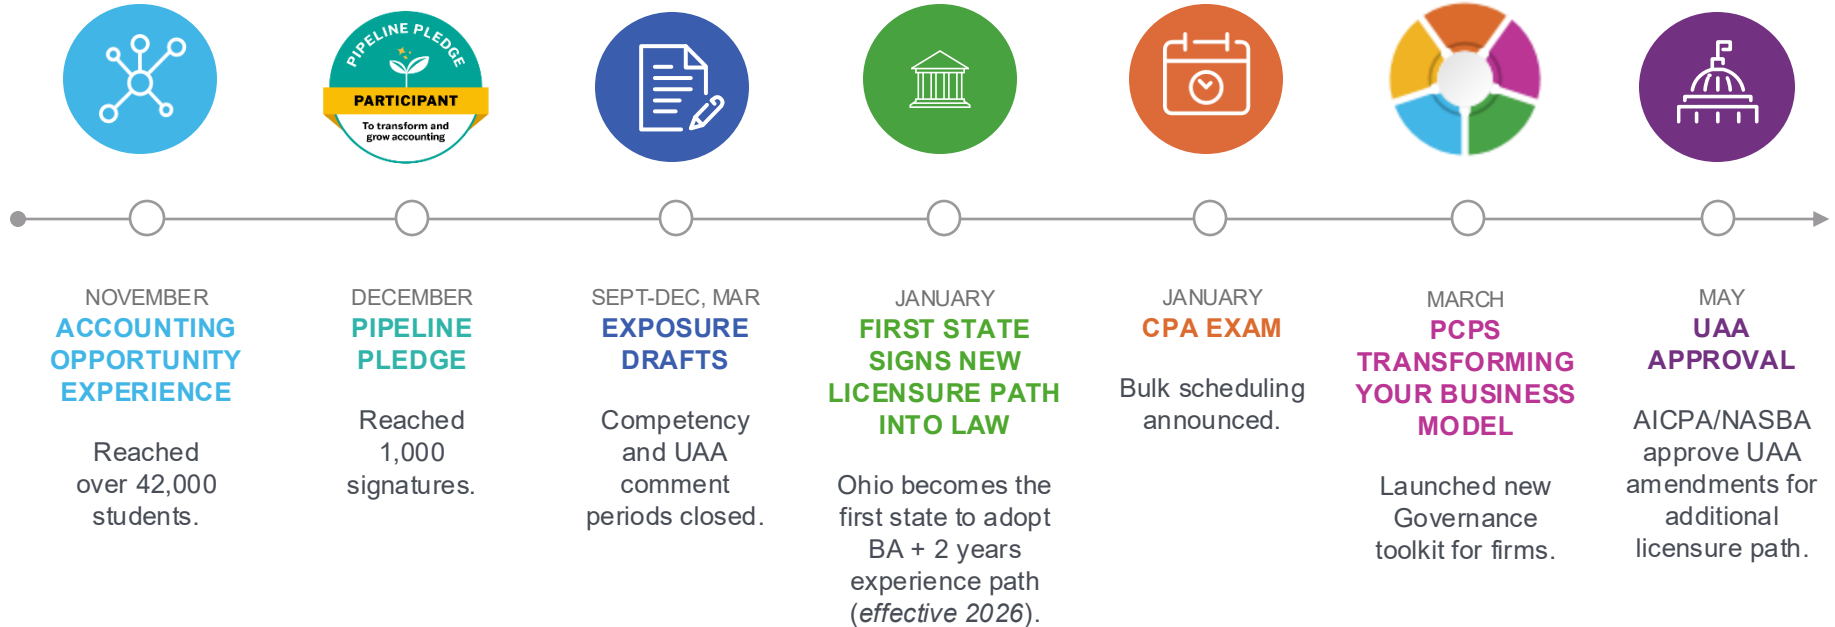 PIPELINE PLEDGE
PARTICIPANT
To transform and
grow accounting
NOVEMBER
ACCOUNTING
OPPORTUNITY
EXPERIENCE
Reached
over 42,000
students.
DECEMBER
PIPELINE
PLEDGE
Reached
1,000
signatures.
SEPT-DEC, MAR
EXPOSURE
DRAFTS
Competency
and UAA
comment
periods closed.
JANUARY
FIRST STATE
SIGNS NEW
LICENSURE PATH
INTO LAW
Ohio becomes the
first state to adopt
BA + 2 years
experience path
(effective 2026).
JANUARY
CPA EXAM
Bulk scheduling
announced.
MARCH
PCPS
TRANSFORMING
YOUR BUSINESS
MODEL
Launched new
Governance
toolkit for firms.
MAY
UAA
APPROVAL
AICPA/NASBA
approve UAA
amendments for
additional
licensure path.